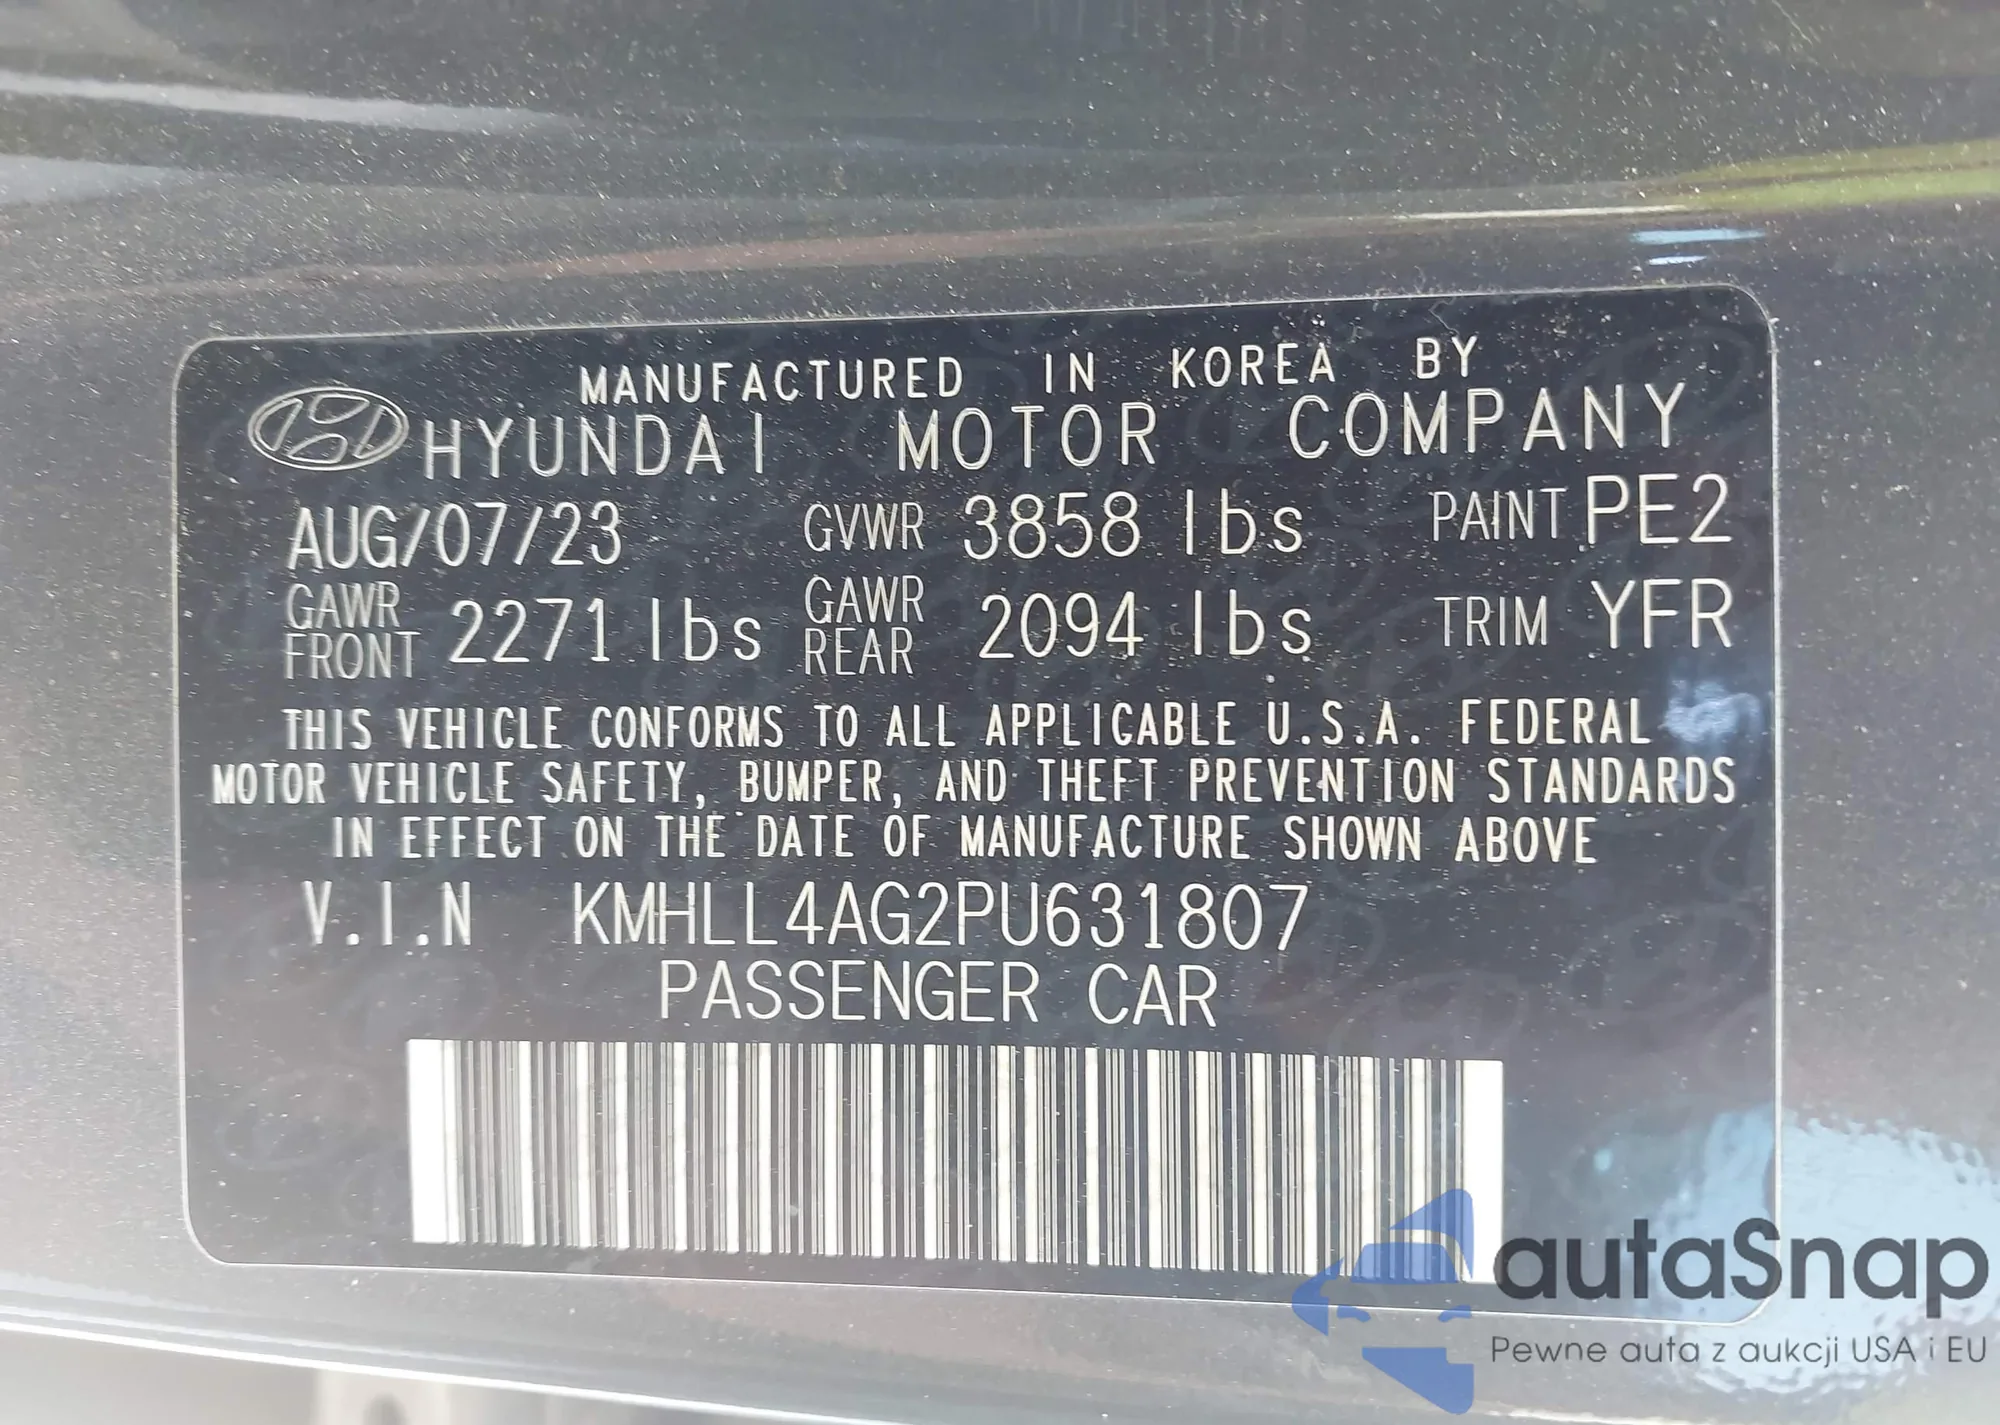 MANUFACTURED IN KOREA BY
HYUNDAI MOTOR COMPANY
AUG/07/23 GVWR 3858 lbs PAINT PE2
GAWR FRONT 2271 lbs GAWR REAR 2094 lbs TRIM YFR
THIS VEHICLE CONFORMS TO ALL APPLICABLE U.S.A. FEDERAL
MOTOR VEHICLE SAFETY, BUMPER, AND THEFT PREVENTION STANDARDS
IN EFFECT ON THE DATE OF MANUFACTURE SHOWN ABOVE
V.I.N KMHLL4AG2PU631807
PASSENGER CAR
autaSnap
Pewne auta z aukcji USA i EU